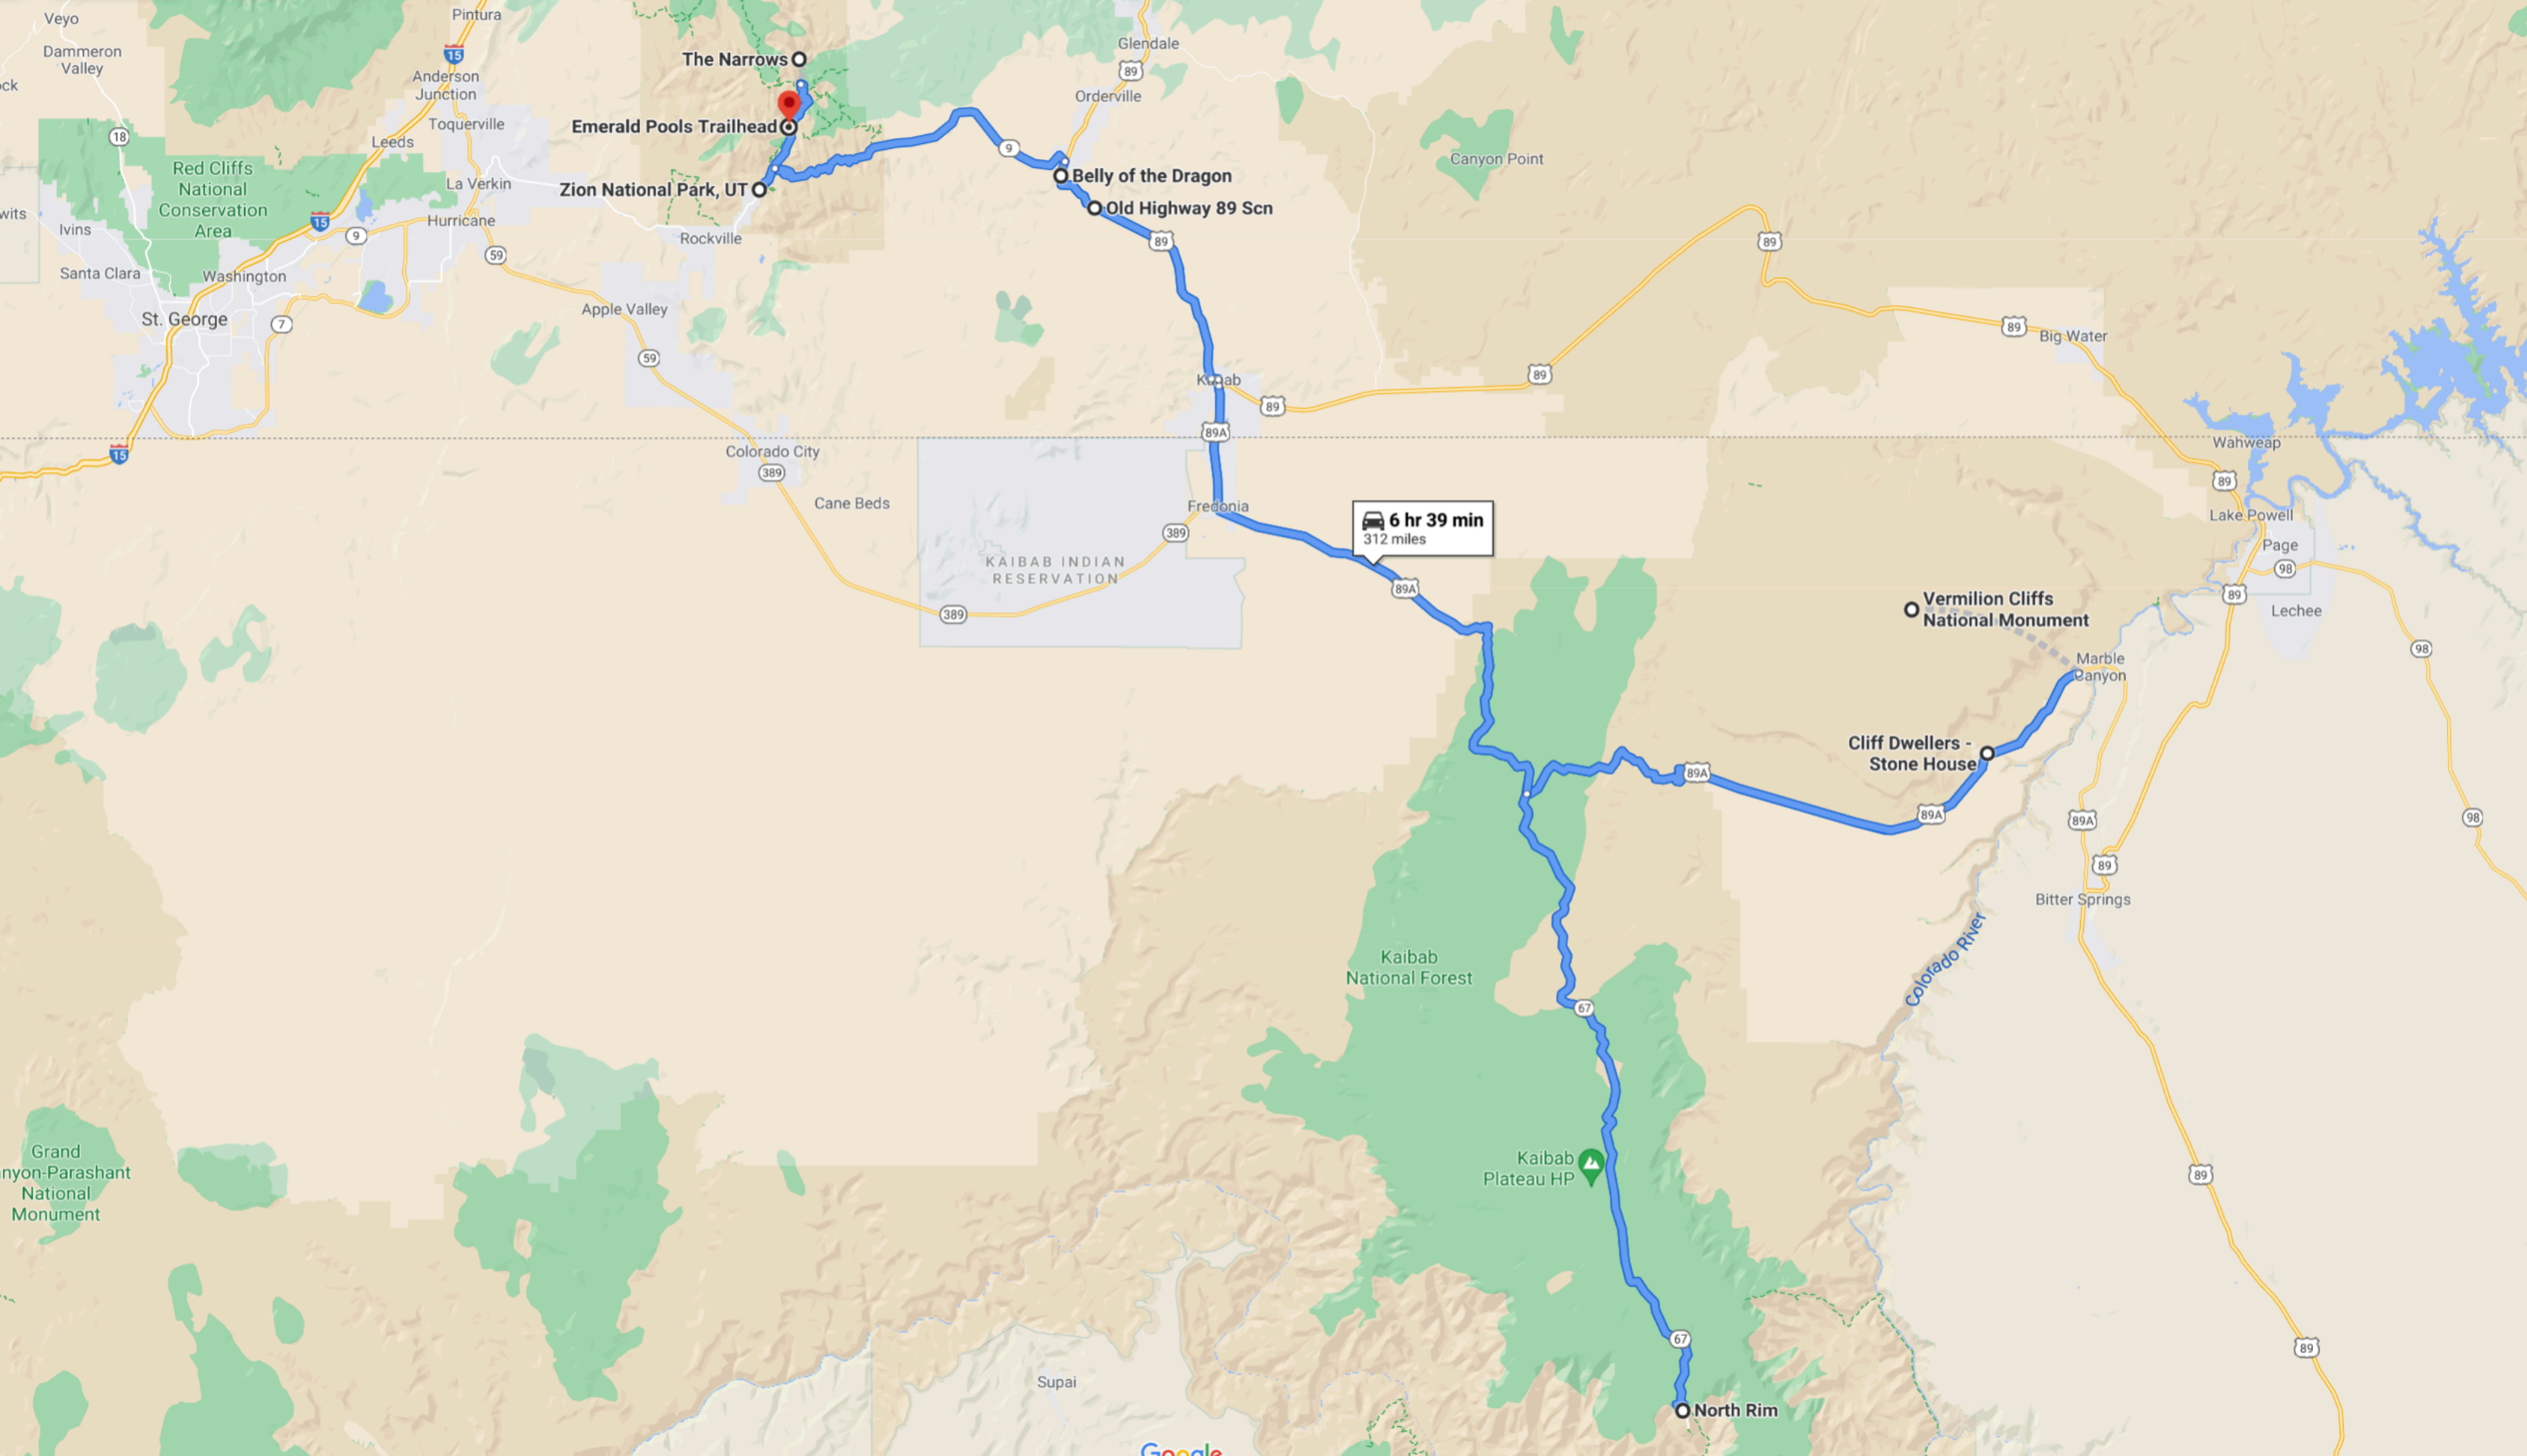 Veyo
Pintura
Dammeron
Valley
ock
15
Anderson
Junction
The Narrows
Glendale
89
Orderville
Toquerville
18
Leeds
Emerald Pools Trailhead
9
Canyon Point
Red Cliffs
National
Conservation
Area
La Verkin
Zion National Park, UT
Belly of the Dragon
wits
Ivins
15
9
Hurricane
Rockville
Old Highway 89 Scn
89
89
59
Santa Clara
Washington
St. George
7
Apple Valley
89
Big Water
59
Kanab
89
89
89A
Wahweap
15
Colorado City
389
89
Cane Beds
Fredonia
389
6 hr 39 min
312 miles
Lake Powell
Page
98
KAIBAB INDIAN
RESERVATION
89A
89
Lechee
389
Vermilion Cliffs
National Monument
98
Marble
Canyon
Cliff Dwellers -
Stone House
89A
89A
89A
98
89
Bitter Springs
Colorado River
Kaibab
National Forest
67
Grand
nyon-Parashant
National
Monument
Kaibab
Plateau HP
89
67
89
Supai
North Rim
Google